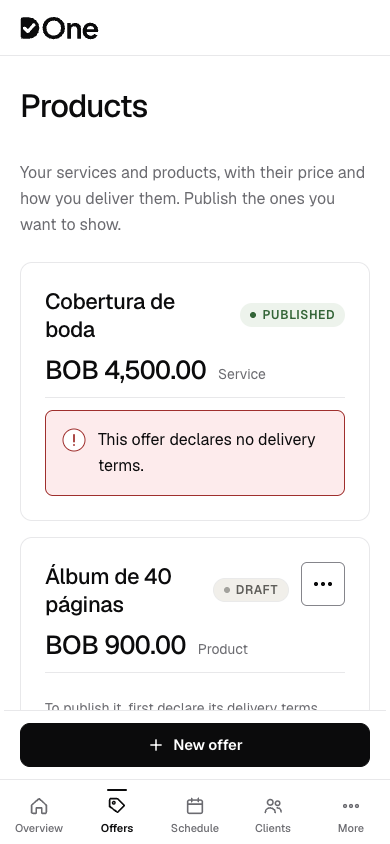 DOne
Products
Your services and products, with their price and
how you deliver them. Publish the ones you
want to show.
Cobertura de
boda
PUBLISHED
BOB 4,500.00 Service
This offer declares no delivery
terms.
Álbum de 40
páginas
DRAFT
BOB 900.00 Product
To publish it, first declare its delivery terms
New offer
Overview Offers Schedule Clients More